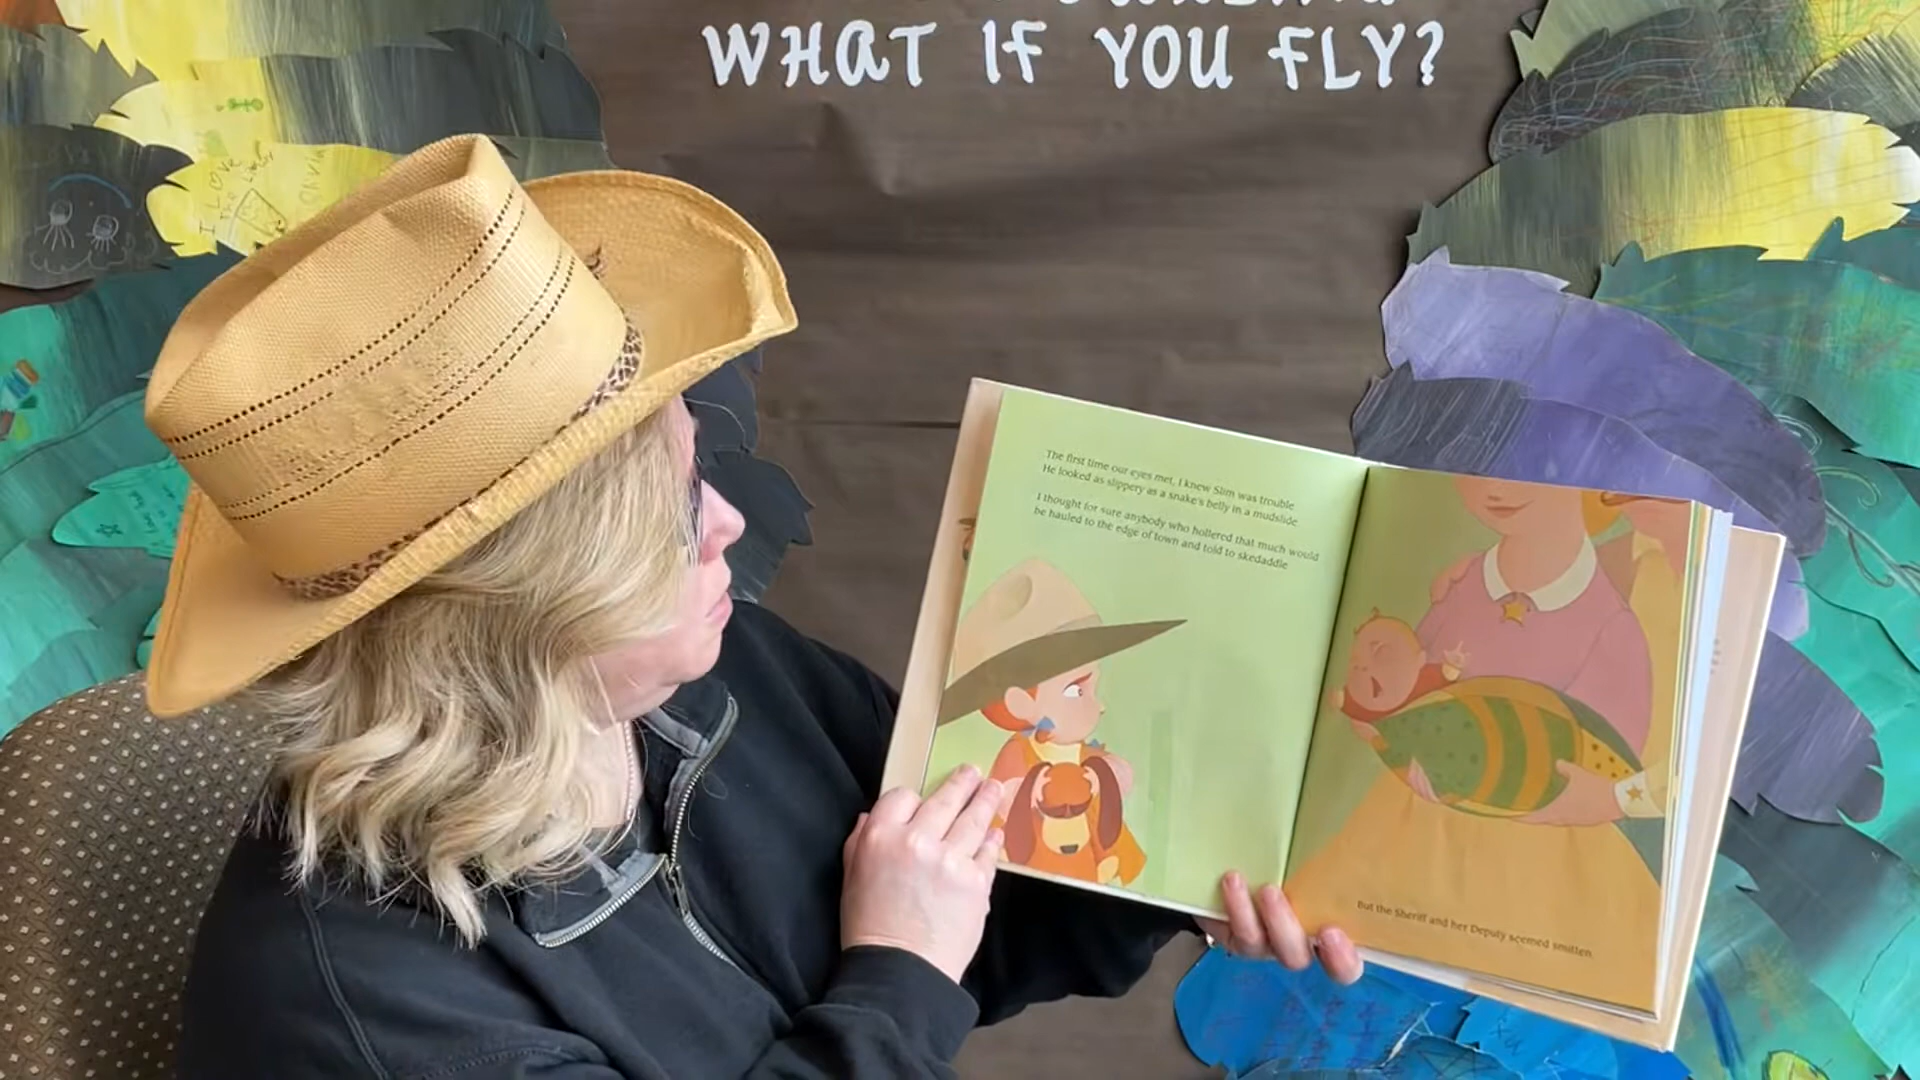 WHAT IF YOU FLY?
I LOVE
The first time our eyes met, I knew Slim was trouble
He looked as slippery as a snake's belly in a mudslide
I thought for sure anybody who hollered that much would
be hauled to the edge of town and told to skedaddle
But the Sheriff and her Deputy seemed smitten